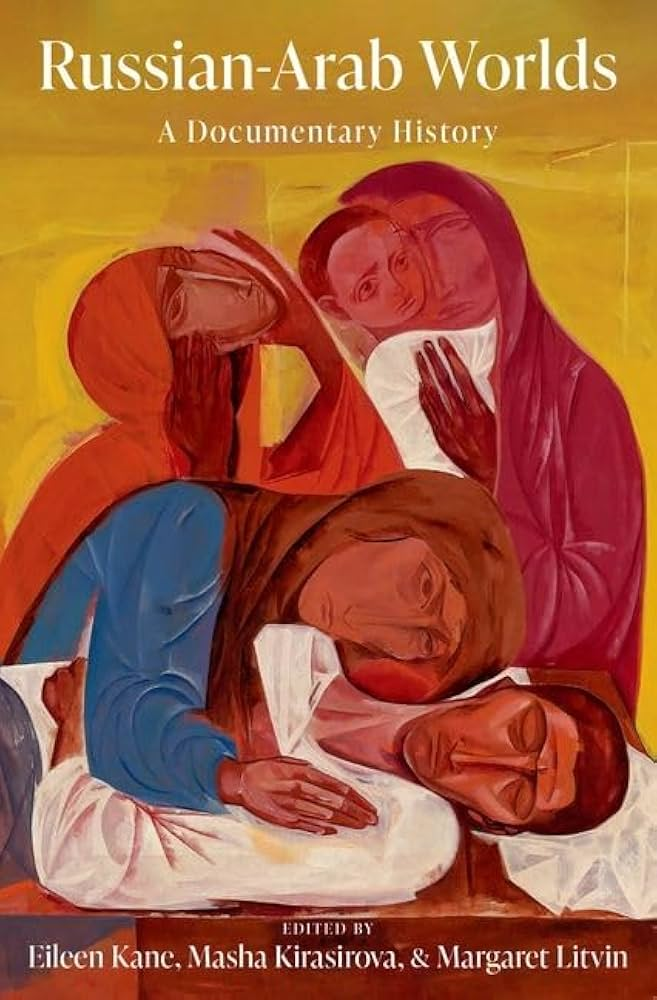 Russian-Arab Worlds
A Documentary History
EDITED BY
Eileen Kane, Masha Kirasirova, & Margaret Litvin